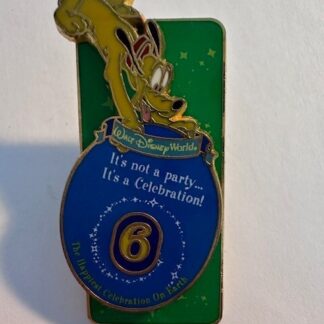 Walt Disney World
It's not a party...
It's a Celebration!
6
The Happiest Celebration On Earth